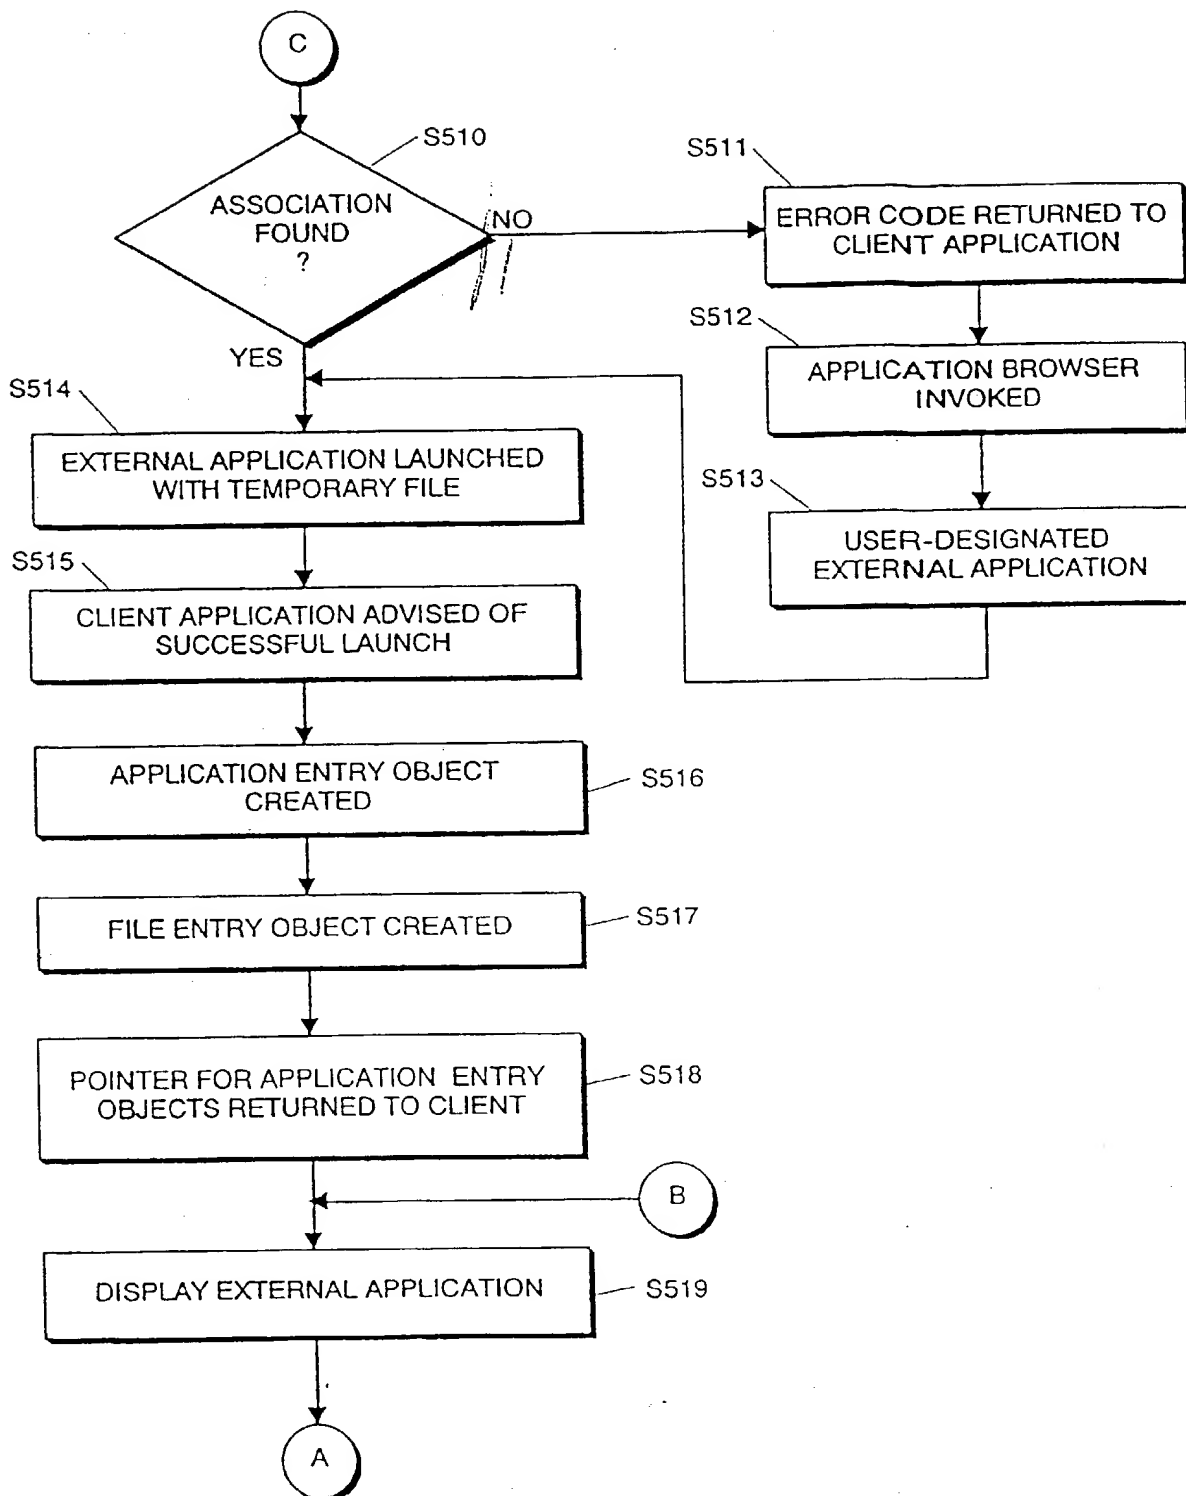 C
S510
ASSOCIATION
FOUND
?
NO
YES
S511
ERROR CODE RETURNED TO
CLIENT APPLICATION
S512
APPLICATION BROWSER
INVOKED
S513
USER-DESIGNATED
EXTERNAL APPLICATION
S514
EXTERNAL APPLICATION LAUNCHED
WITH TEMPORARY FILE
S515
CLIENT APPLICATION ADVISED OF
SUCCESSFUL LAUNCH
APPLICATION ENTRY OBJECT
CREATED
S516
FILE ENTRY OBJECT CREATED
S517
POINTER FOR APPLICATION ENTRY
OBJECTS RETURNED TO CLIENT
S518
B
DISPLAY EXTERNAL APPLICATION
S519
A